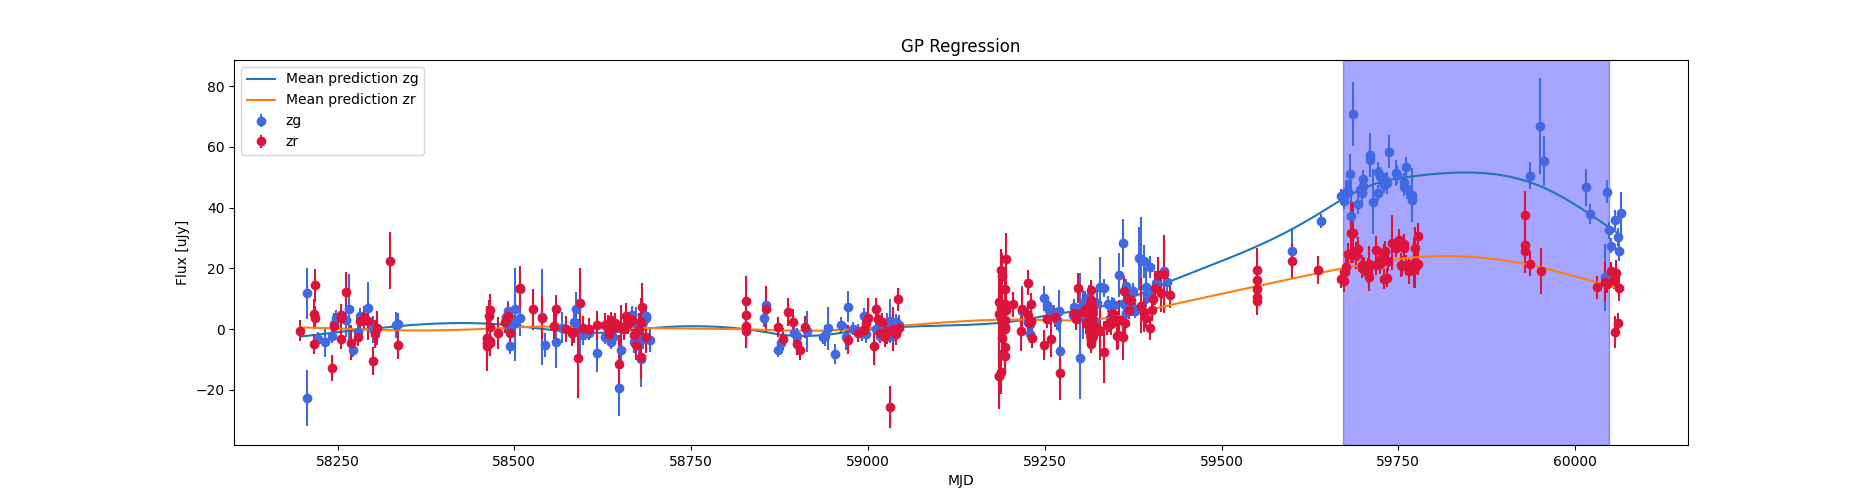 GP Regression
Mean prediction zg
Mean prediction zr
zg
zr
80
60
40
20
0
−20
Flux [uJy]
58250 58500 58750 59000 59250 59500 59750 60000
MJD